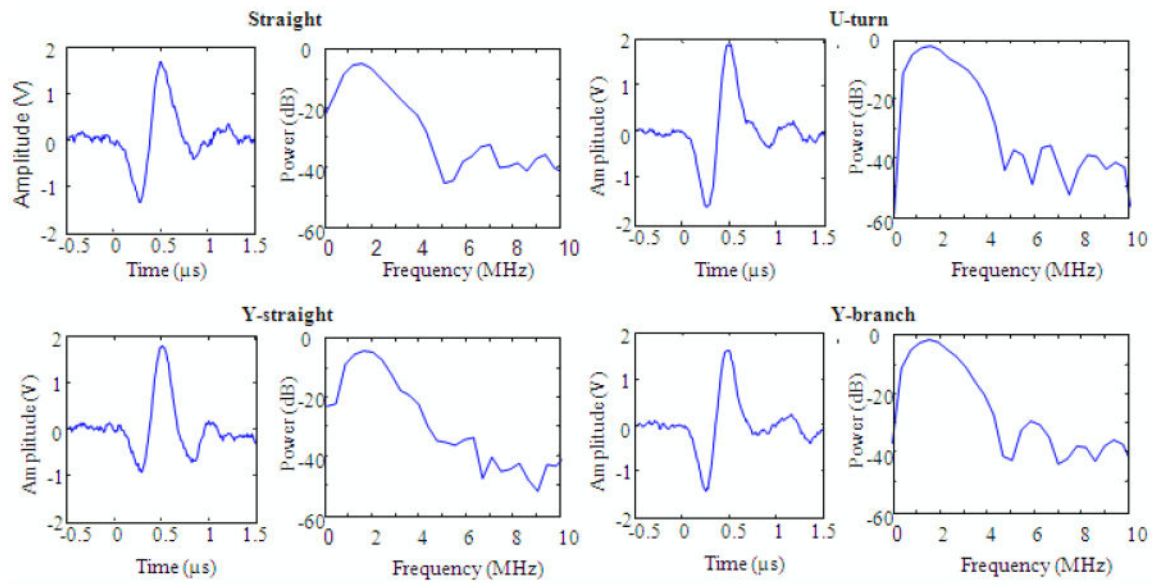 Straight
U-turn
2
1
0
-1
-2
-0.5 0 0.5 1 1.5
Amplitude (V)
Time (µs)
0
-20
-40
-60
0 2 4 6 8 10
Power (dB)
Frequency (MHz)
2
1
0
-1
-2
-0.5 0 0.5 1 1.5
Amplitude (V)
Time (µs)
0
-20
-40
-60
0 2 4 6 8 10
Power (dB)
Frequency (MHz)
Y-straight
Y-branch
2
1
0
-1
-2
-0.5 0 0.5 1 1.5
Amplitude (V)
Time (µs)
0
-20
-40
-60
0 2 4 6 8 10
Power (dB)
Frequency (MHz)
2
1
0
-1
-2
-0.5 0 0.5 1 1.5
Amplitude (V)
Time (µs)
0
-20
-40
-60
0 2 4 6 8 10
Power (dB)
Frequency (MHz)